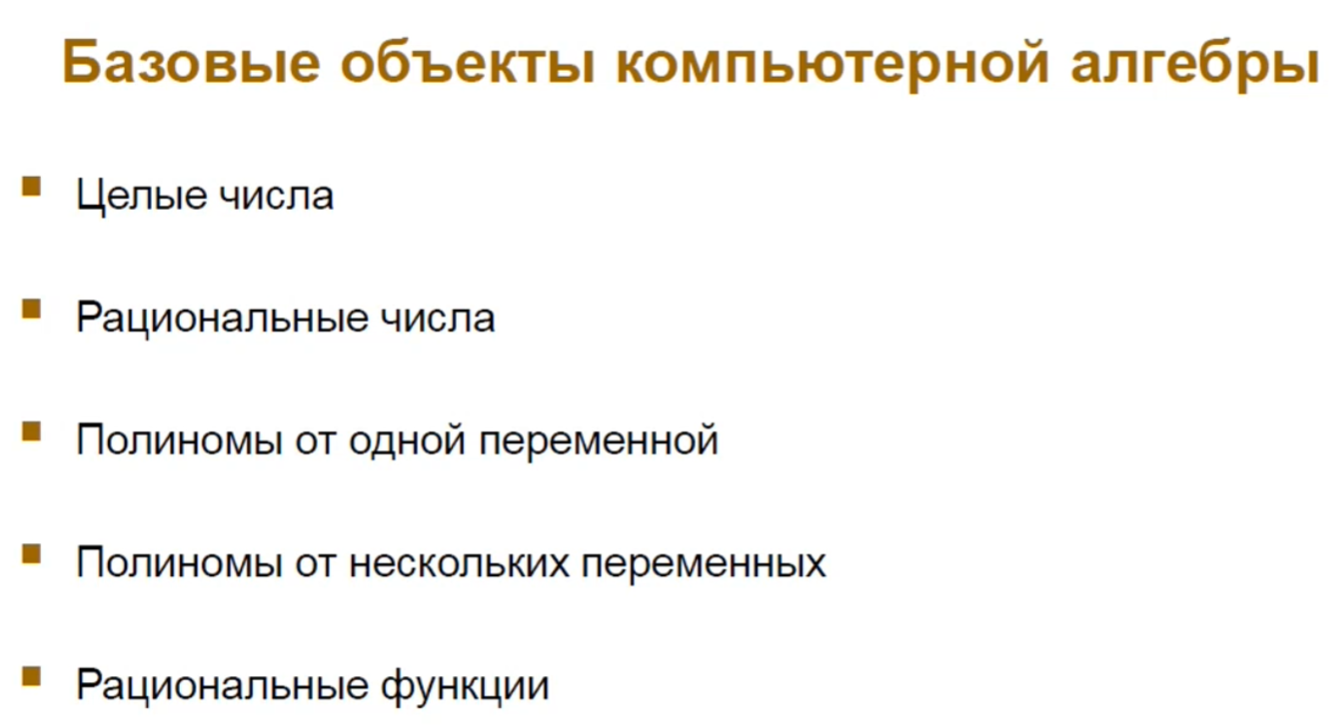 Базовые объекты компьютерной алгебры
Целые числа
Рациональные числа
Полиномы от одной переменной
Полиномы от нескольких переменных
Рациональные функции